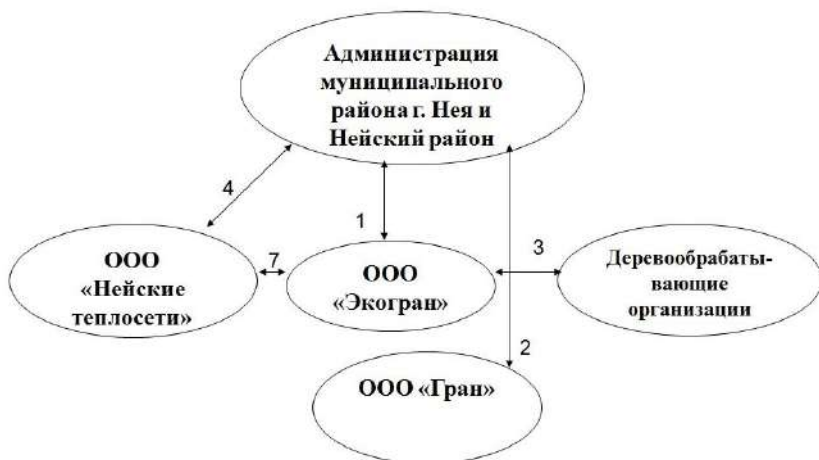 Администрация
муниципального
района г. Нея и
Нейский район
4
1
ООО
«Нейские
теплосети»
7
ООО
«Экогран»
3
Деревообрабаты-
вающие
организации
2
ООО «Гран»